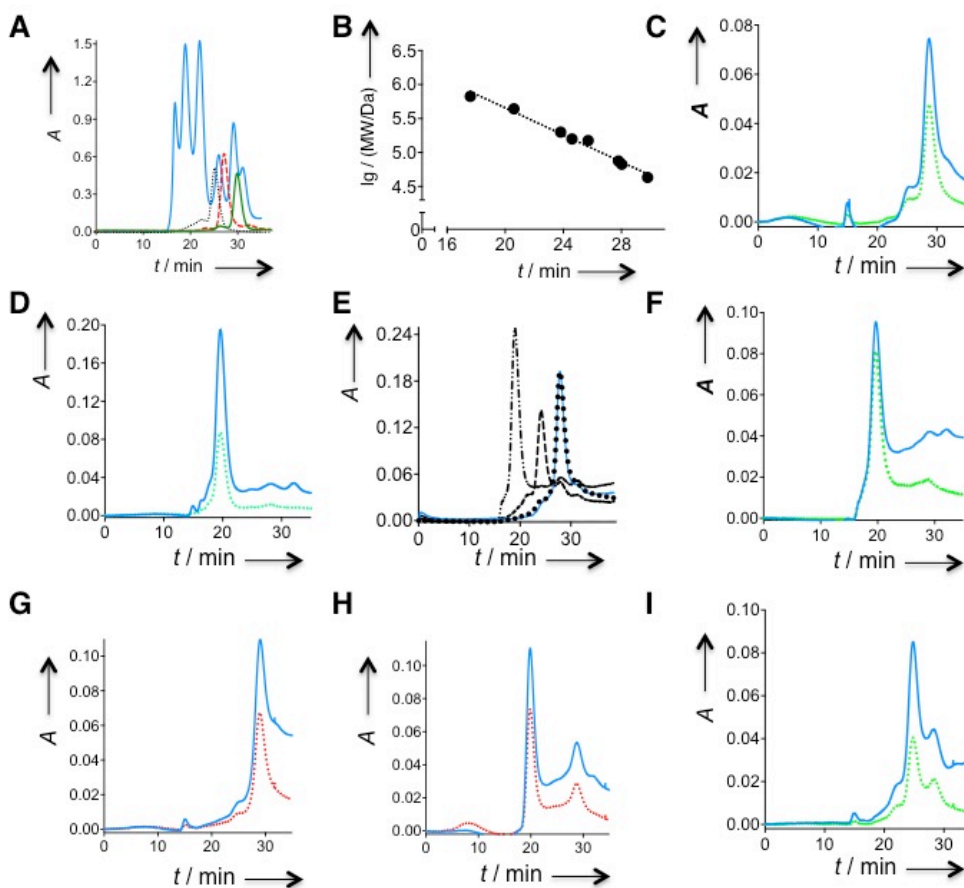 A
A
1.5
1.2
0.9
0.6
0.3
0.0
0 10 20 30
t / min
B
lg / (MW/Da)
6.5
6.0
5.5
5.0
4.5
0
0 16 20 24 28
t / min
C
A
0.08
0.06
0.04
0.02
0.00
0 10 20 30
t / min
D
A
0.20
0.16
0.12
0.08
0.04
0.00
0 10 20 30
t / min
E
A
0.24
0.18
0.12
0.06
0.00
0 10 20 30
t / min
F
A
0.10
0.08
0.06
0.04
0.02
0.00
0 10 20 30
t / min
G
A
0.10
0.08
0.06
0.04
0.02
0.00
0 10 20 30
t / min
H
A
0.10
0.08
0.06
0.04
0.02
0.00
0 10 20 30
t / min
I
A
0.10
0.08
0.06
0.04
0.02
0.00
0 10 20 30
t / min